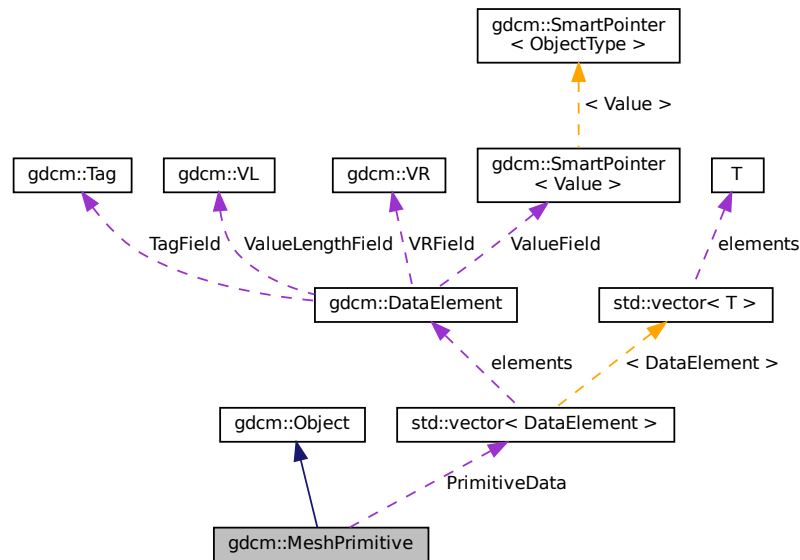 gdcm::SmartPointer
< ObjectType >
< Value >
gdcm::Tag
gdcm::VL
gdcm::VR
gdcm::SmartPointer
< Value >
T
TagField
ValueLengthField
VRField
ValueField
elements
gdcm::DataElement
std::vector< T >
elements
< DataElement >
gdcm::Object
std::vector< DataElement >
PrimitiveData
gdcm::MeshPrimitive